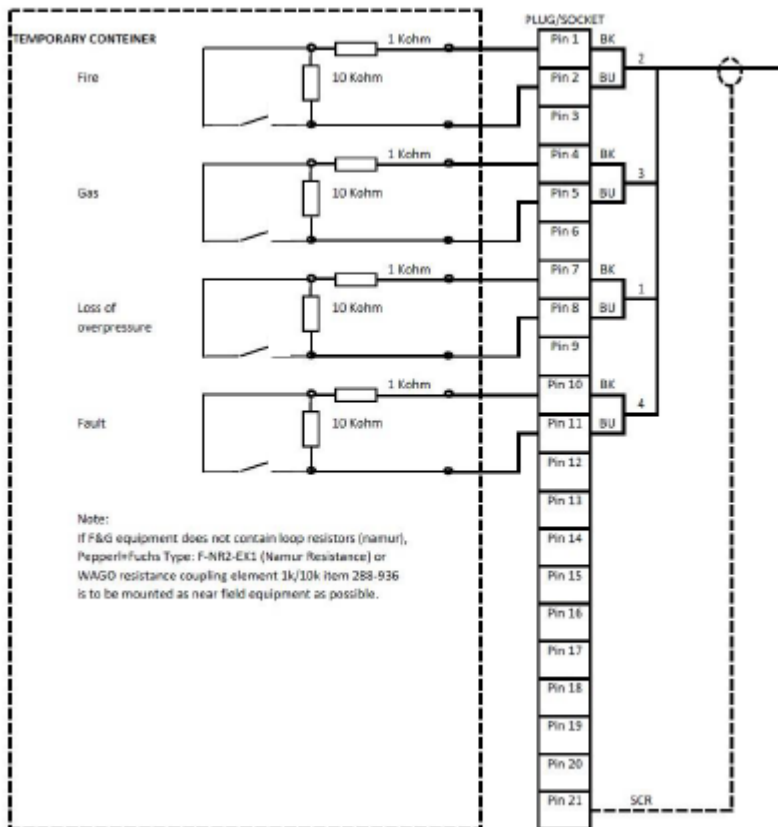 PLUG/SOCKET
TEMPORARY CONTEINER
1 Kohm
Pin 1
BK
Fire
10 Kohm
Pin 2
BU
2
Pin 3
1 Kohm
Pin 4
BK
Gas
10 Kohm
Pin 5
BU
3
Pin 6
1 Kohm
Pin 7
BK
Loss of
overpressure
10 Kohm
Pin 8
BU
1
Pin 9
1 Kohm
Pin 10
BK
Fault
10 Kohm
Pin 11
BU
4
Pin 12
Pin 13
Note:
If F&G equipment does not contain loop resistors (namur),
Pepperl+Fuchs Type: F-NR2-EX1 (Namur Resistance) or
WAGO resistance coupling element 1k/10k item 288-936
is to be mounted as near field equipment as possible.
Pin 14
Pin 15
Pin 16
Pin 17
Pin 18
Pin 19
Pin 20
Pin 21
SCR